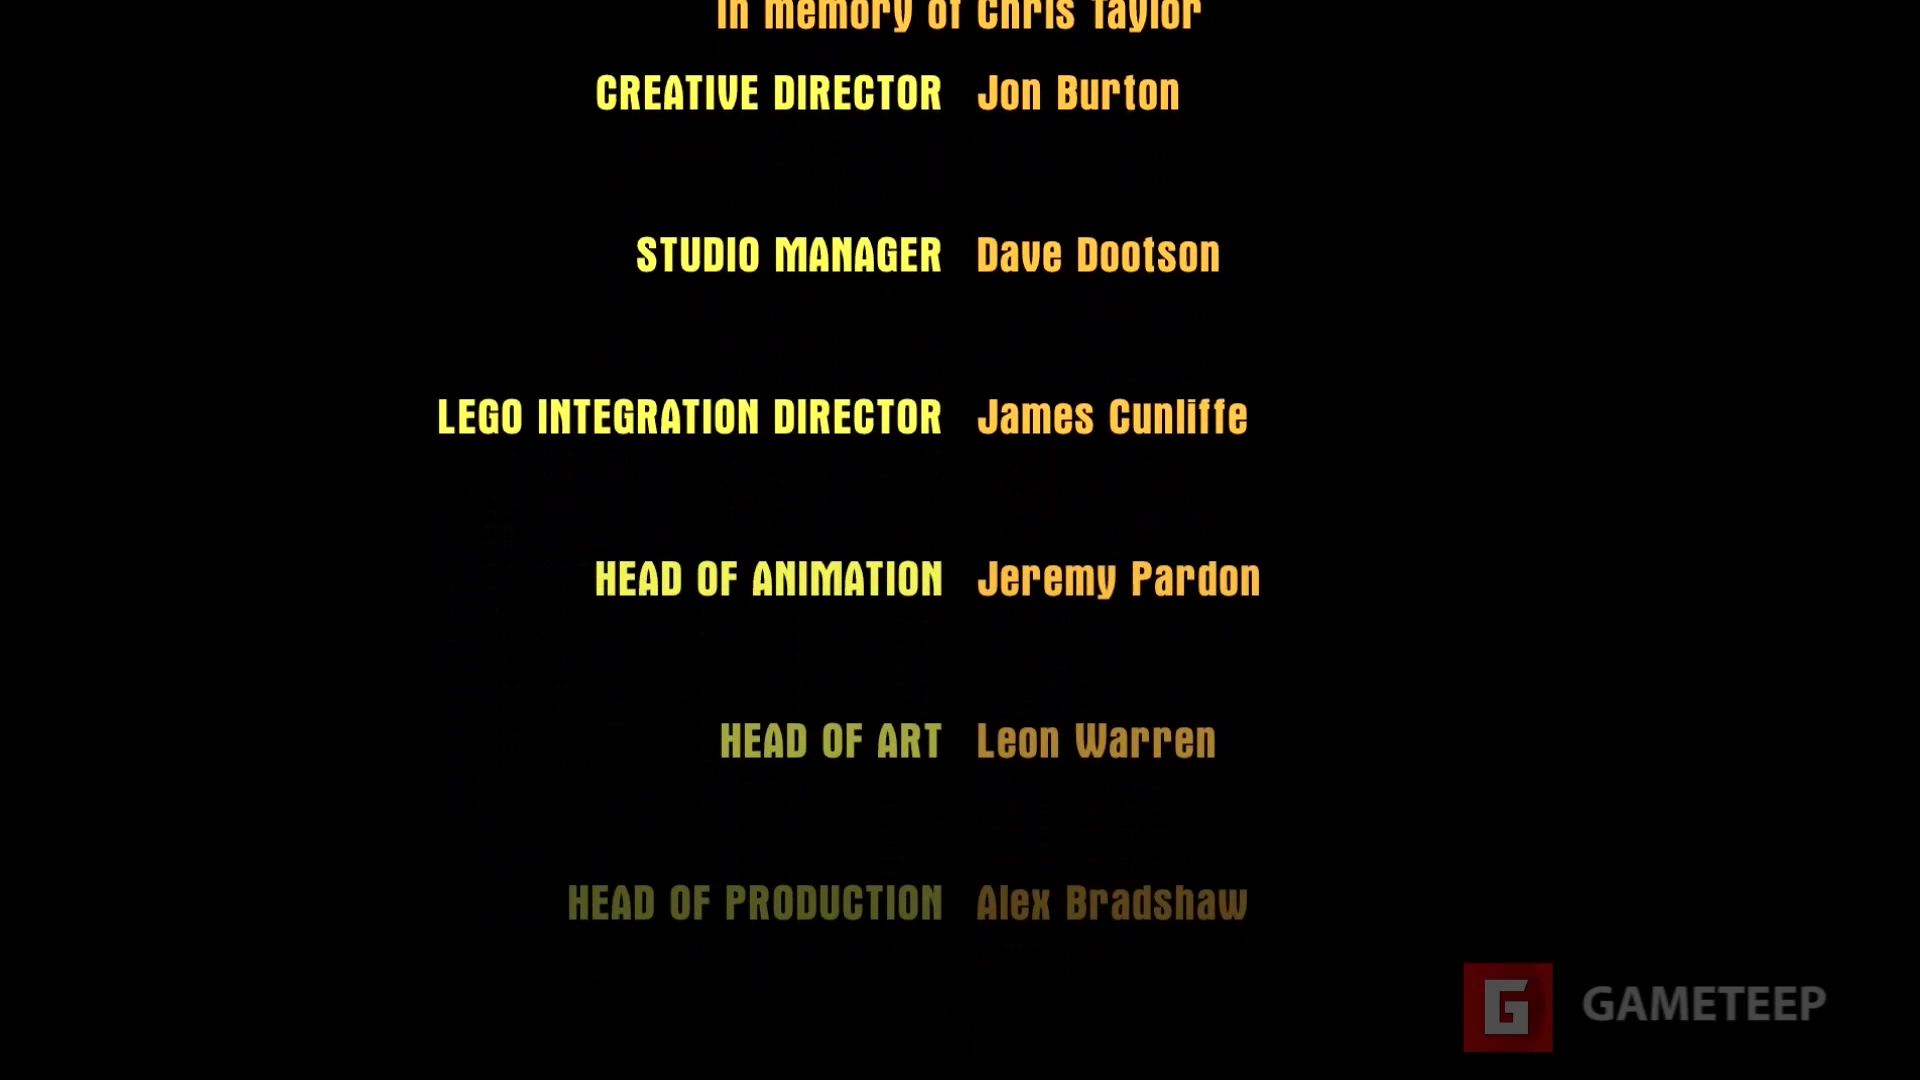 In memory of Chris Taylor
CREATIVE DIRECTOR Jon Burton
STUDIO MANAGER Dave Dootson
LEGO INTEGRATION DIRECTOR James Cunliffe
HEAD OF ANIMATION Jeremy Pardon
HEAD OF ART Leon Warren
HEAD OF PRODUCTION Alex Bradshaw
G GAMETEEP